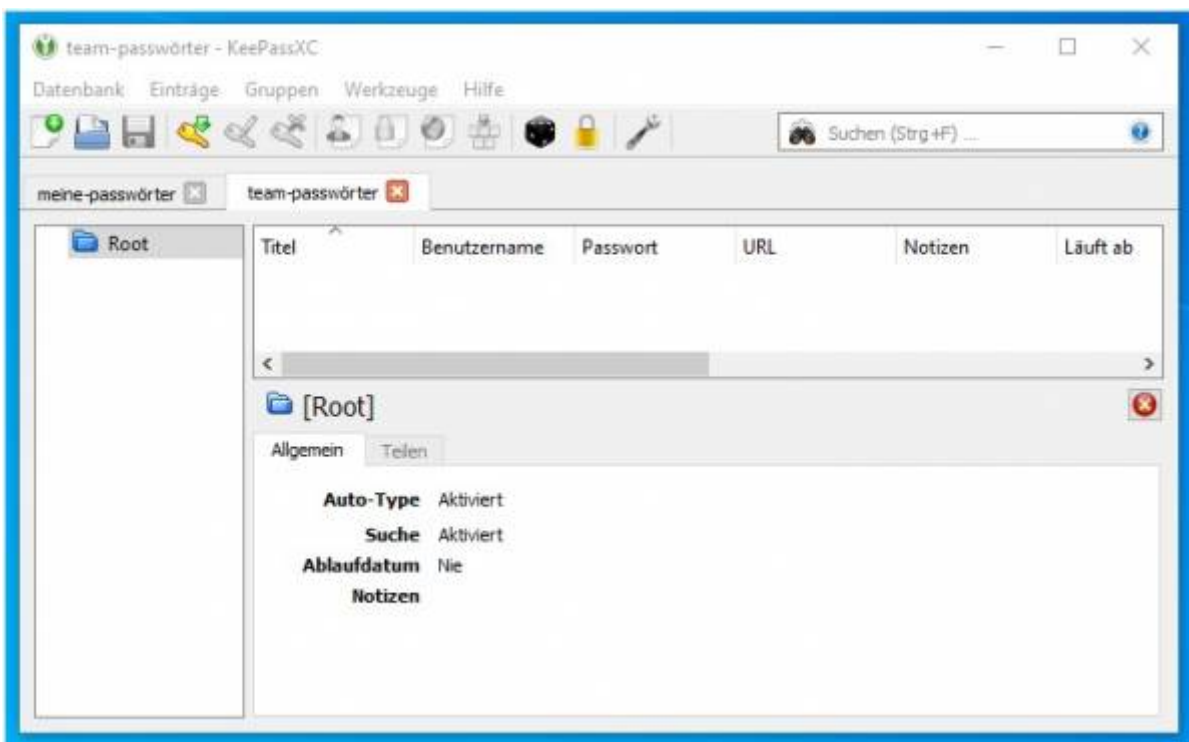 team-passwörter - KeePassXC
Datenbank Einträge Gruppen Werkzeuge Hilfe
Suchen (Strg+F) ...
meine-passwörter team-passwörter
Root
Titel Benutzername Passwort URL Notizen Läuft ab
[Root]
Allgemein Teilen
Auto-Type Aktiviert
Suche Aktiviert
Ablaufdatum Nie
Notizen